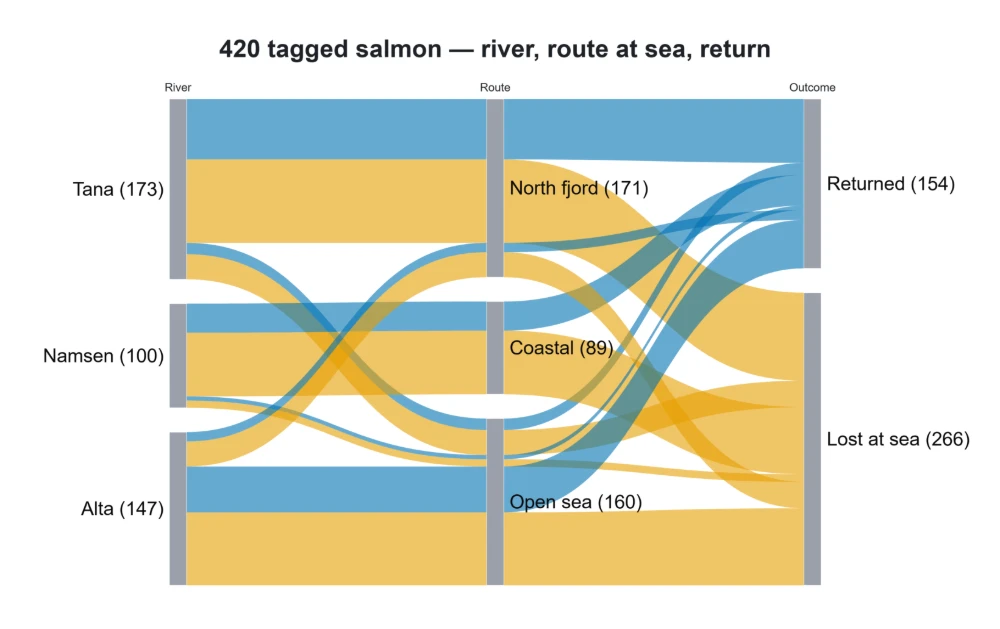 420 tagged salmon — river, route at sea, return
River
Route
Outcome
Tana (173)
Namsen (100)
Alta (147)
North fjord (171)
Coastal (89)
Open sea (160)
Returned (154)
Lost at sea (266)